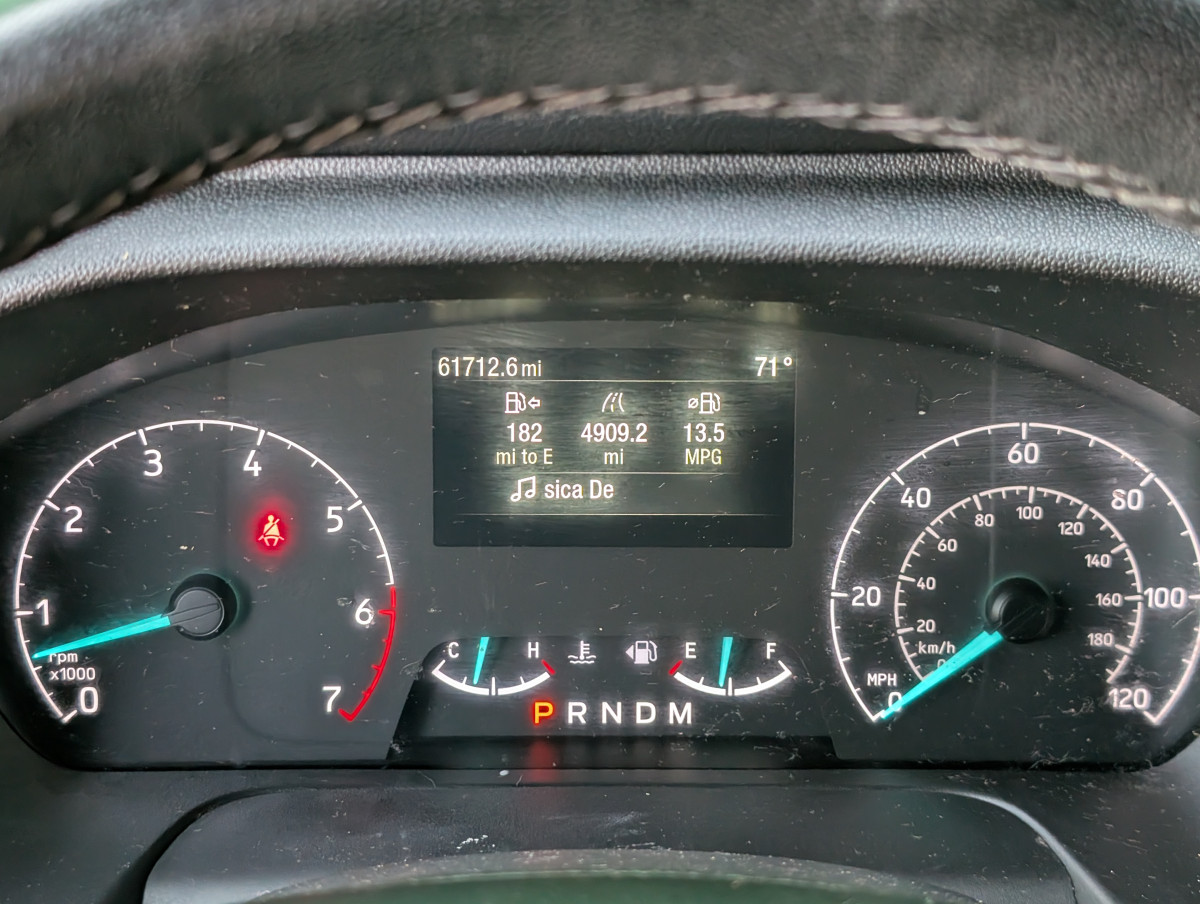 61712.6 mi 71°
182 4909.2 13.5
mi to E mi MPG
sica De
0 1 2 3 4 5 6 7
rpm
x1000
0 20 40 60 80 100 120
MPH
0 20 40 60 80 100 120 140 160 180
km/h
C H E F
P R N D M